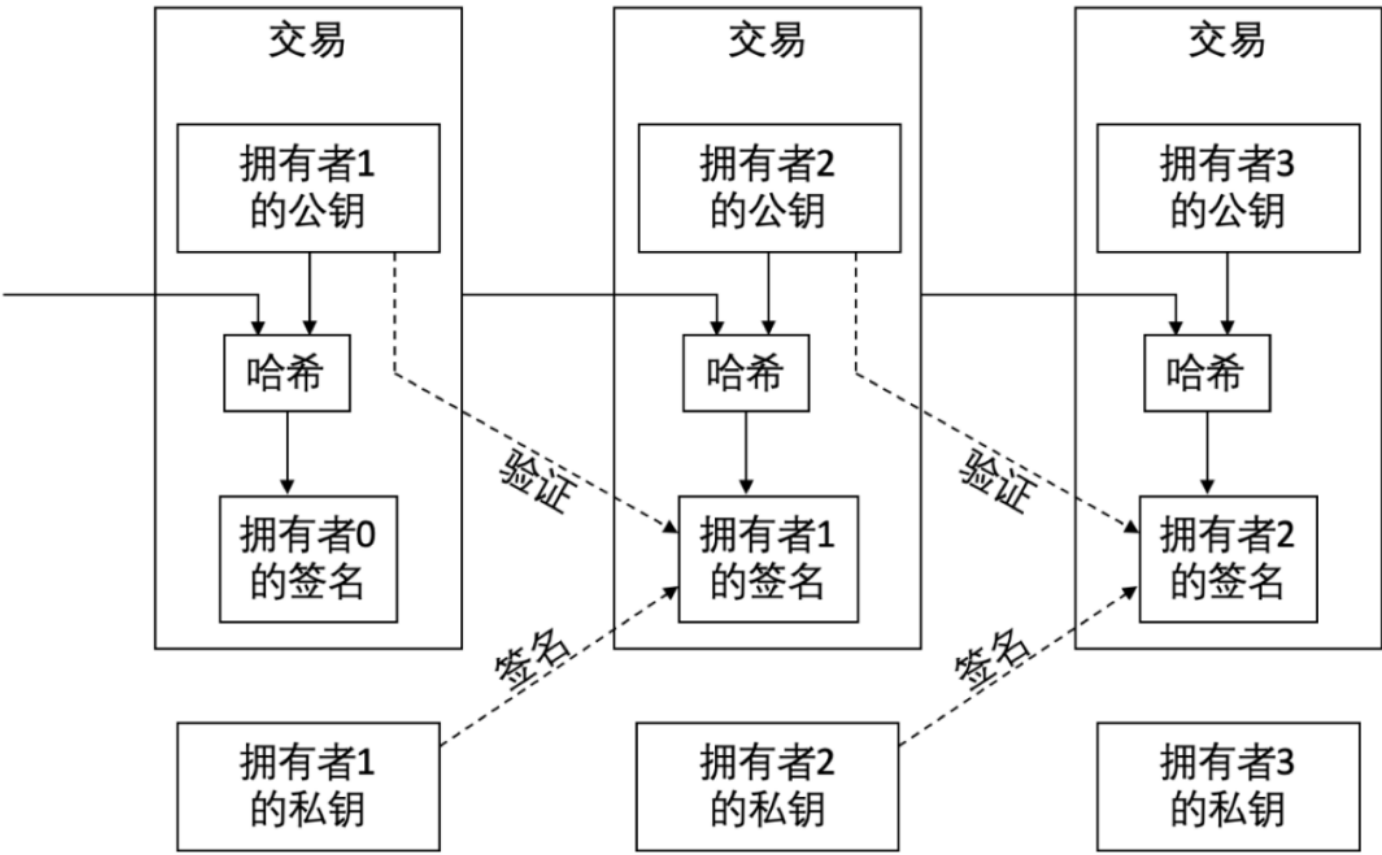 交易
交易
交易
拥有者1
的公钥
拥有者2
的公钥
拥有者3
的公钥
哈希
哈希
哈希
验证
验证
拥有者0
的签名
拥有者1
的签名
拥有者2
的签名
签名
签名
拥有者1
的私钥
拥有者2
的私钥
拥有者3
的私钥